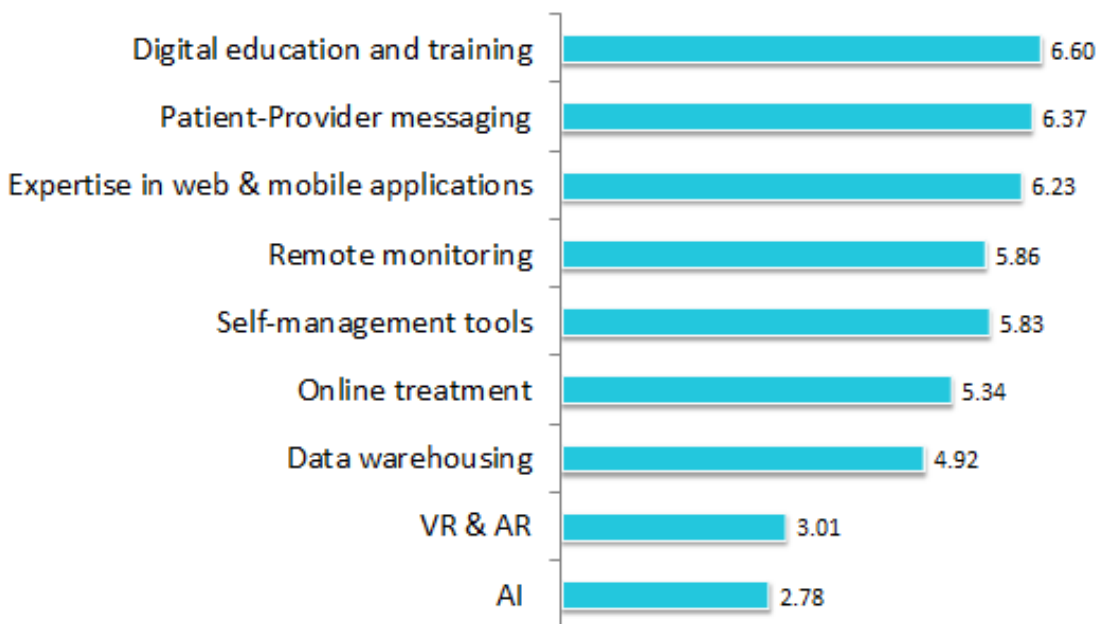 Digital education and training 6.60
Patient-Provider messaging 6.37
Expertise in web & mobile applications 6.23
Remote monitoring 5.86
Self-management tools 5.83
Online treatment 5.34
Data warehousing 4.92
VR & AR 3.01
AI 2.78